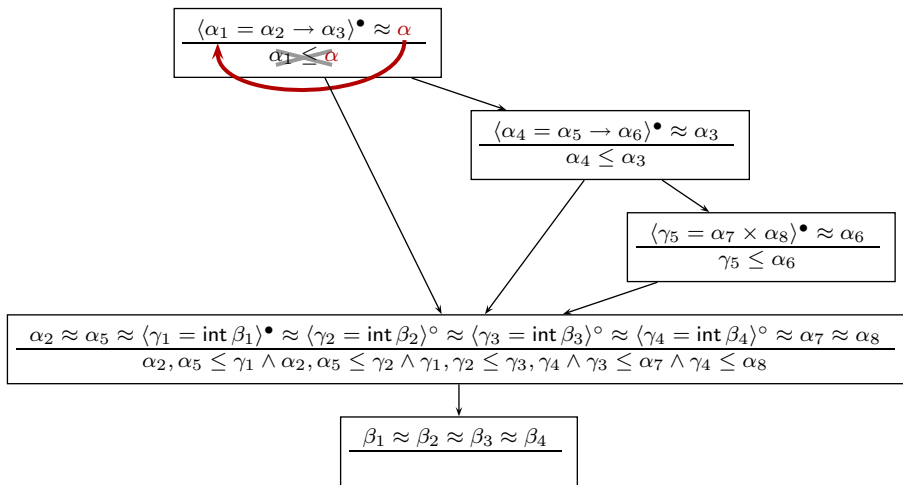 ⟨α₁ = α₂ → α₃⟩• ≈ α
α₁ ≤ α
⟨α₄ = α₅ → α₆⟩• ≈ α₃
α₄ ≤ α₃
⟨γ₅ = α₇ × α₈⟩• ≈ α₆
γ₅ ≤ α₆
α₂ ≈ α₅ ≈ ⟨γ₁ = int β₁⟩• ≈ ⟨γ₂ = int β₂⟩° ≈ ⟨γ₃ = int β₃⟩° ≈ ⟨γ₄ = int β₄⟩° ≈ α₇ ≈ α₈
α₂, α₅ ≤ γ₁ ∧ α₂, α₅ ≤ γ₂ ∧ γ₁, γ₂ ≤ γ₃, γ₄ ∧ γ₃ ≤ α₇ ∧ γ₄ ≤ α₈
β₁ ≈ β₂ ≈ β₃ ≈ β₄